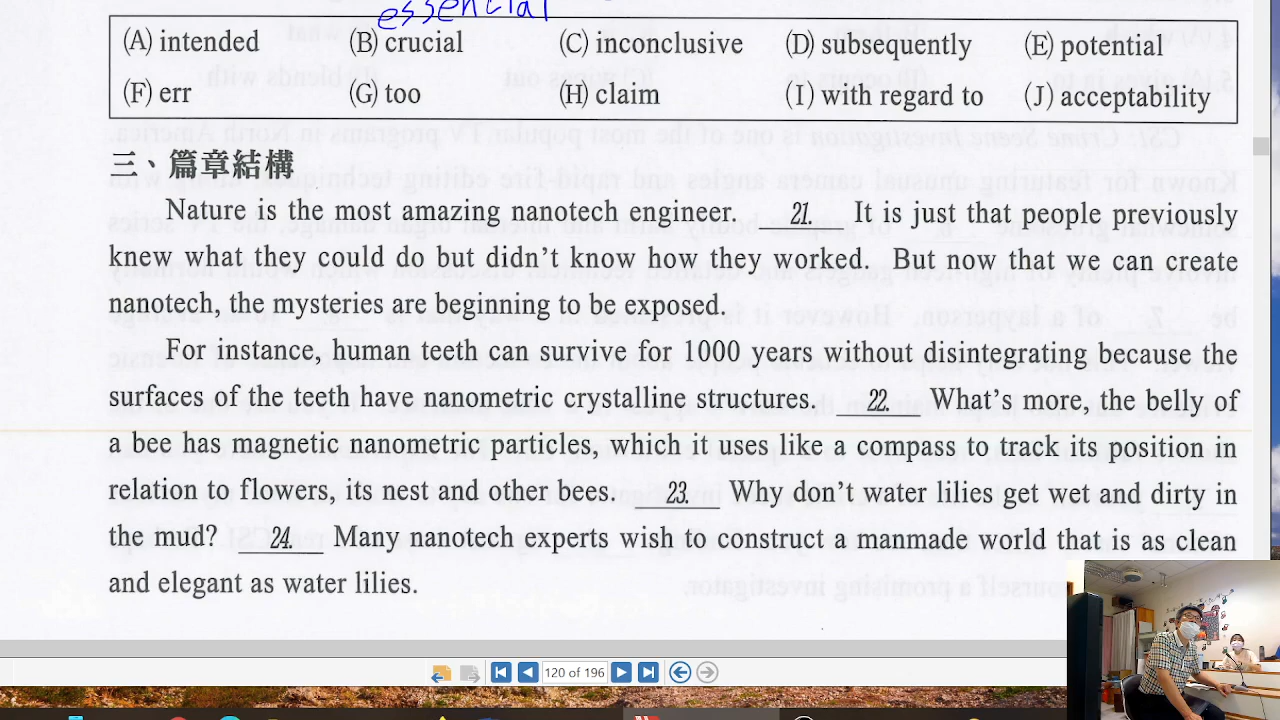 essential
(A) intended (B) crucial (C) inconclusive (D) subsequently (E) potential
(F) err (G) too (H) claim (I) with regard to (J) acceptability
三、篇章結構
Nature is the most amazing nanotech engineer. 21. It is just that people previously
knew what they could do but didn't know how they worked. But now that we can create
nanotech, the mysteries are beginning to be exposed.
For instance, human teeth can survive for 1000 years without disintegrating because the
surfaces of the teeth have nanometric crystalline structures. 22. What's more, the belly of
a bee has magnetic nanometric particles, which it uses like a compass to track its position in
relation to flowers, its nest and other bees. 23. Why don't water lilies get wet and dirty in
the mud? 24. Many nanotech experts wish to construct a manmade world that is as clean
and elegant as water lilies.
120 of 196